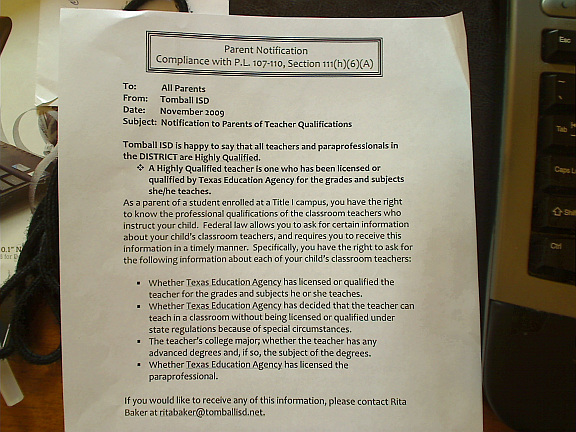 Parent Notification
Compliance with P.L. 107-110, Section 111(h)(6)(A)
To: All Parents
From: Tomball ISD
Date: November 2009
Subject: Notification to Parents of Teacher Qualifications
Tomball ISD is happy to say that all teachers and paraprofessionals in
the DISTRICT are Highly Qualified.
❖ A Highly Qualified teacher is one who has been licensed or
qualified by Texas Education Agency for the grades and subjects
she/he teaches.
As a parent of a student enrolled at a Title I campus, you have the right
to know the professional qualifications of the classroom teachers who
instruct your child. Federal law allows you to ask for certain information
about your child's classroom teachers, and requires you to receive this
information in a timely manner. Specifically, you have the right to ask for
the following information about each of your child's classroom teachers:
▪ Whether Texas Education Agency has licensed or qualified the
teacher for the grades and subjects he or she teaches.
▪ Whether Texas Education Agency has decided that the teacher can
teach in a classroom without being licensed or qualified under
state regulations because of special circumstances.
▪ The teacher's college major; whether the teacher has any
advanced degrees and, if so, the subject of the degrees.
▪ Whether Texas Education Agency has licensed the
paraprofessional.
If you would like to receive any of this information, please contact Rita
Baker at ritabaker@tomballisd.net.
Esc
Tab
Caps L
Shift
Ctrl